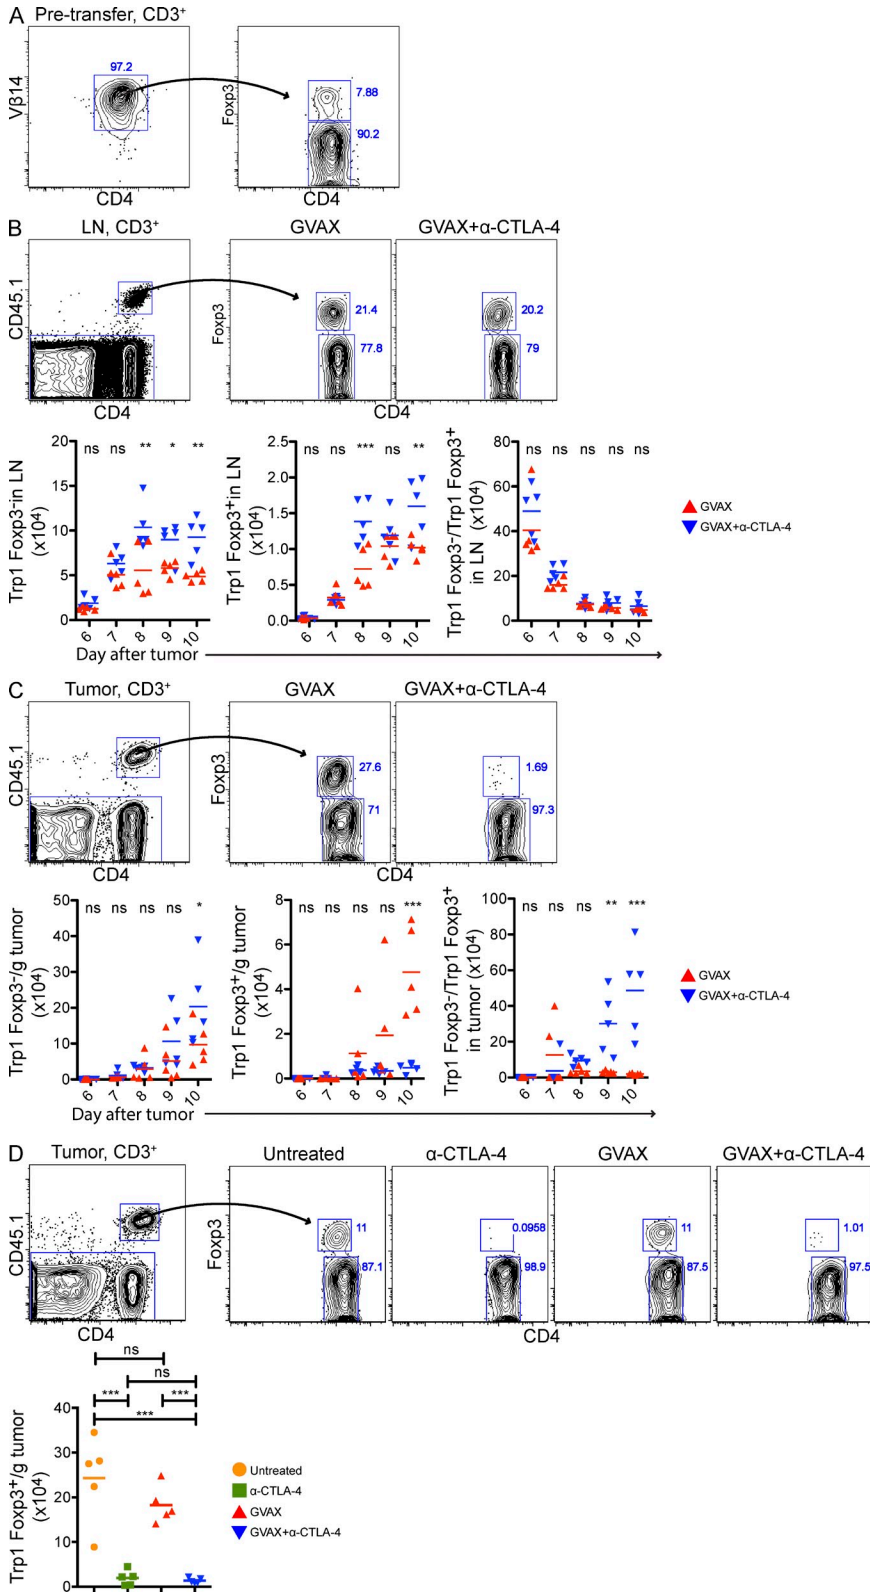 A Pre-transfer, CD3⁺
97.2
7.88
90.2
Vβ14
Foxp3
CD4
CD4
B LN, CD3⁺
GVAX
GVAX+α-CTLA-4
21.4
77.8
20.2
79
CD45.1
Foxp3
CD4
CD4
Trp1 Foxp3⁻in LN
(x10⁴)
20
15
10
5
0
ns ns ** * **
6 7 8 9 10
Trp1 Foxp3⁺in LN
(x10⁴)
2.5
2.0
1.5
1.0
0.5
0.0
ns ns *** ns **
6 7 8 9 10
Trp1 Foxp3⁻/Trp1 Foxp3⁺
in LN (x10⁴)
80
60
40
20
0
ns ns ns ns ns
6 7 8 9 10
GVAX
GVAX+α-CTLA-4
Day after tumor
C Tumor, CD3⁺
GVAX
GVAX+α-CTLA-4
27.6
71
1.69
97.3
CD45.1
Foxp3
CD4
CD4
Trp1 Foxp3⁻/g tumor
(x10⁴)
50
40
30
20
10
0
ns ns ns ns *
6 7 8 9 10
Trp1 Foxp3⁺/g tumor
(x10⁴)
8
6
4
2
0
ns ns ns ns ***
6 7 8 9 10
Trp1 Foxp3⁻/Trp1 Foxp3⁺
in tumor (x10⁴)
100
80
60
40
20
0
ns ns ns ** ***
6 7 8 9 10
GVAX
GVAX+α-CTLA-4
Day after tumor
D Tumor, CD3⁺
Untreated
α-CTLA-4
GVAX
GVAX+α-CTLA-4
11
87.1
0.0958
98.9
11
87.5
1.01
97.5
CD45.1
Foxp3
CD4
CD4
ns
ns
*** ***
***
Trp1 Foxp3⁺/g tumor
(x10⁴)
40
30
20
10
0
Untreated
α-CTLA-4
GVAX
GVAX+α-CTLA-4